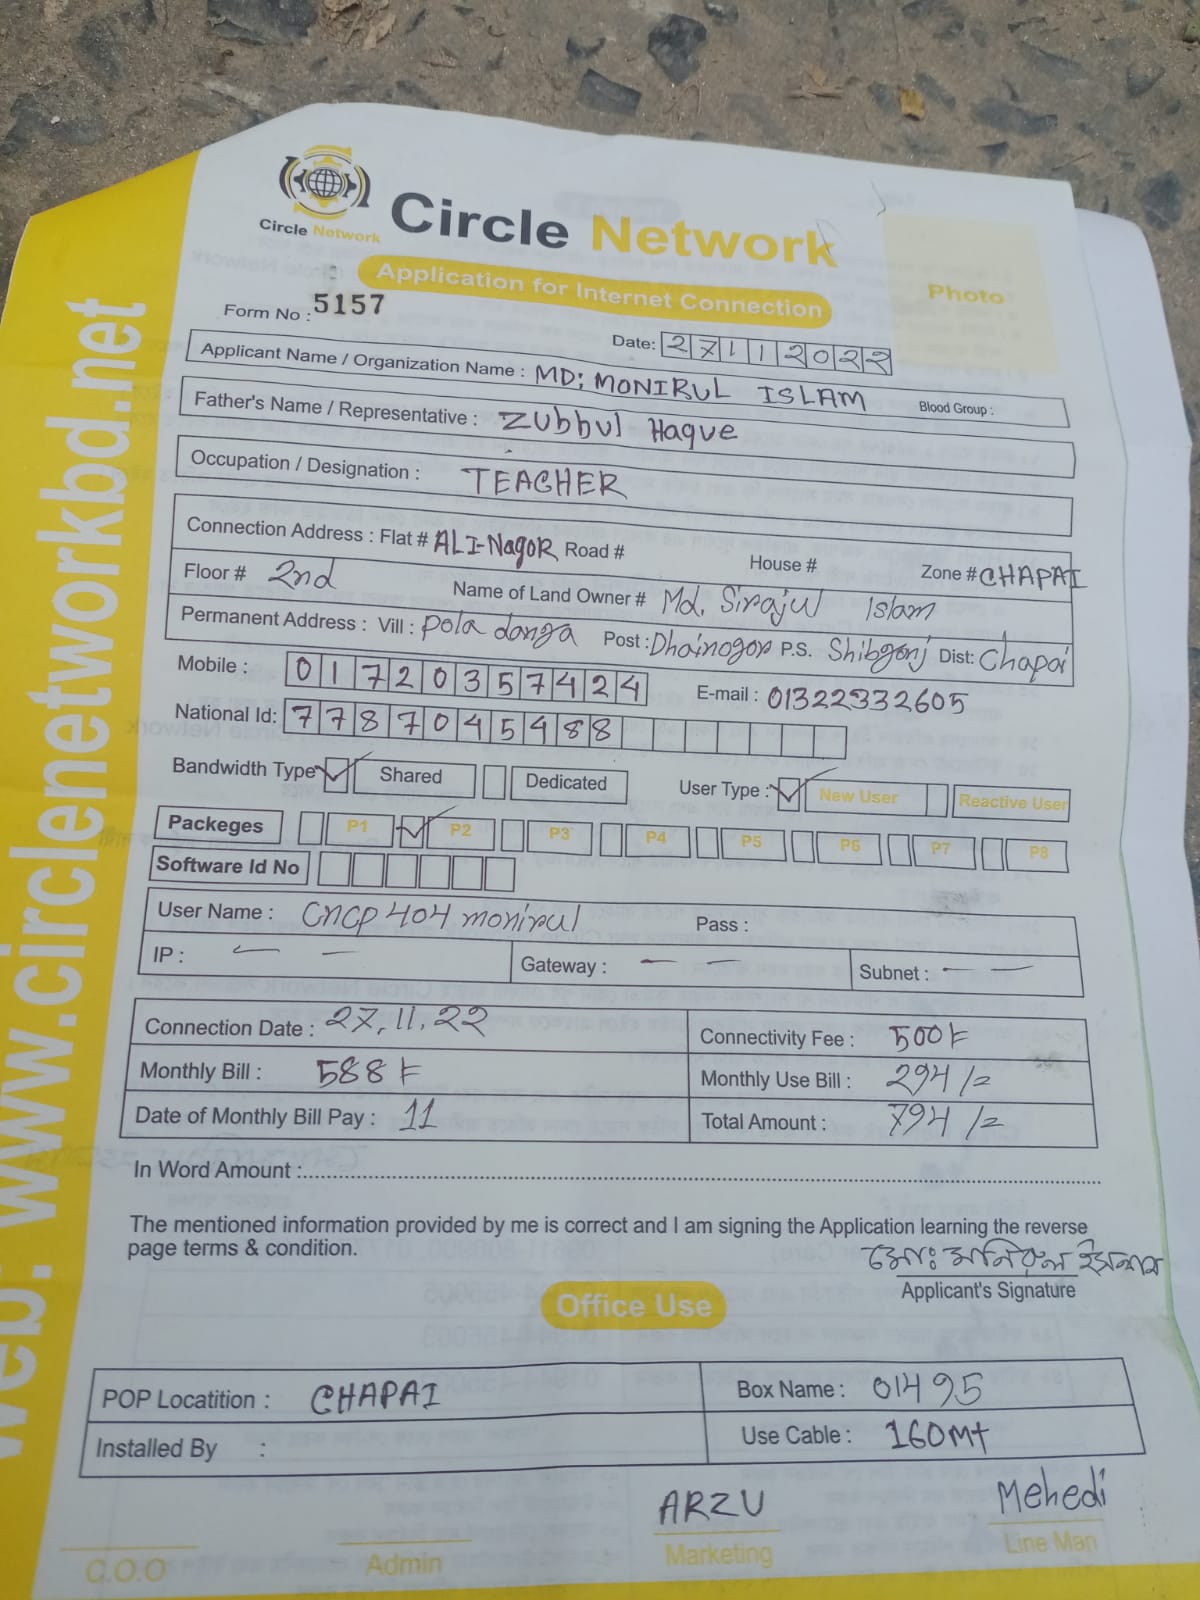 Circle Network
Circle Network
Application for Internet Connection
Photo
Form No : 5157
Date: 27112022
Applicant Name / Organization Name : MD; MONIRUL ISLAM Blood Group :
Father's Name / Representative : Zubbul Haque
Occupation / Designation : TEACHER
Connection Address : Flat # ALI-NagoR Road # House # Zone # CHAPAI
Floor # 2nd Name of Land Owner # Md. Sirajul Islam
Permanent Address : Vill : Pola danga Post : Dhainogor P.S. Shibgonj Dist: Chapai
Mobile : 01720357424 E-mail : 01322332605
National Id: 7787045488
Bandwidth Type Shared Dedicated User Type : New User Reactive User
Packeges P1 P2 P3 P4 P5 P6 P7 P8
Software Id No
User Name : CNCP404monirul Pass :
IP : — — Gateway : — — Subnet : — —
Connection Date : 27.11.22 Connectivity Fee : 500/-
Monthly Bill : 588/- Monthly Use Bill : 294/=
Date of Monthly Bill Pay : 11 Total Amount : 794/=
In Word Amount :
The mentioned information provided by me is correct and I am signing the Application learning the reverse
page terms & condition.
মোঃ মনিরুল ইসলাম
Applicant's Signature
Office Use
POP Locatition : CHAPAI Box Name : 01495
Installed By : Use Cable : 160Mt
ARZU Mehedi
C.O.O Admin Marketing Line Man
Web: www.circlenetworkbd.net